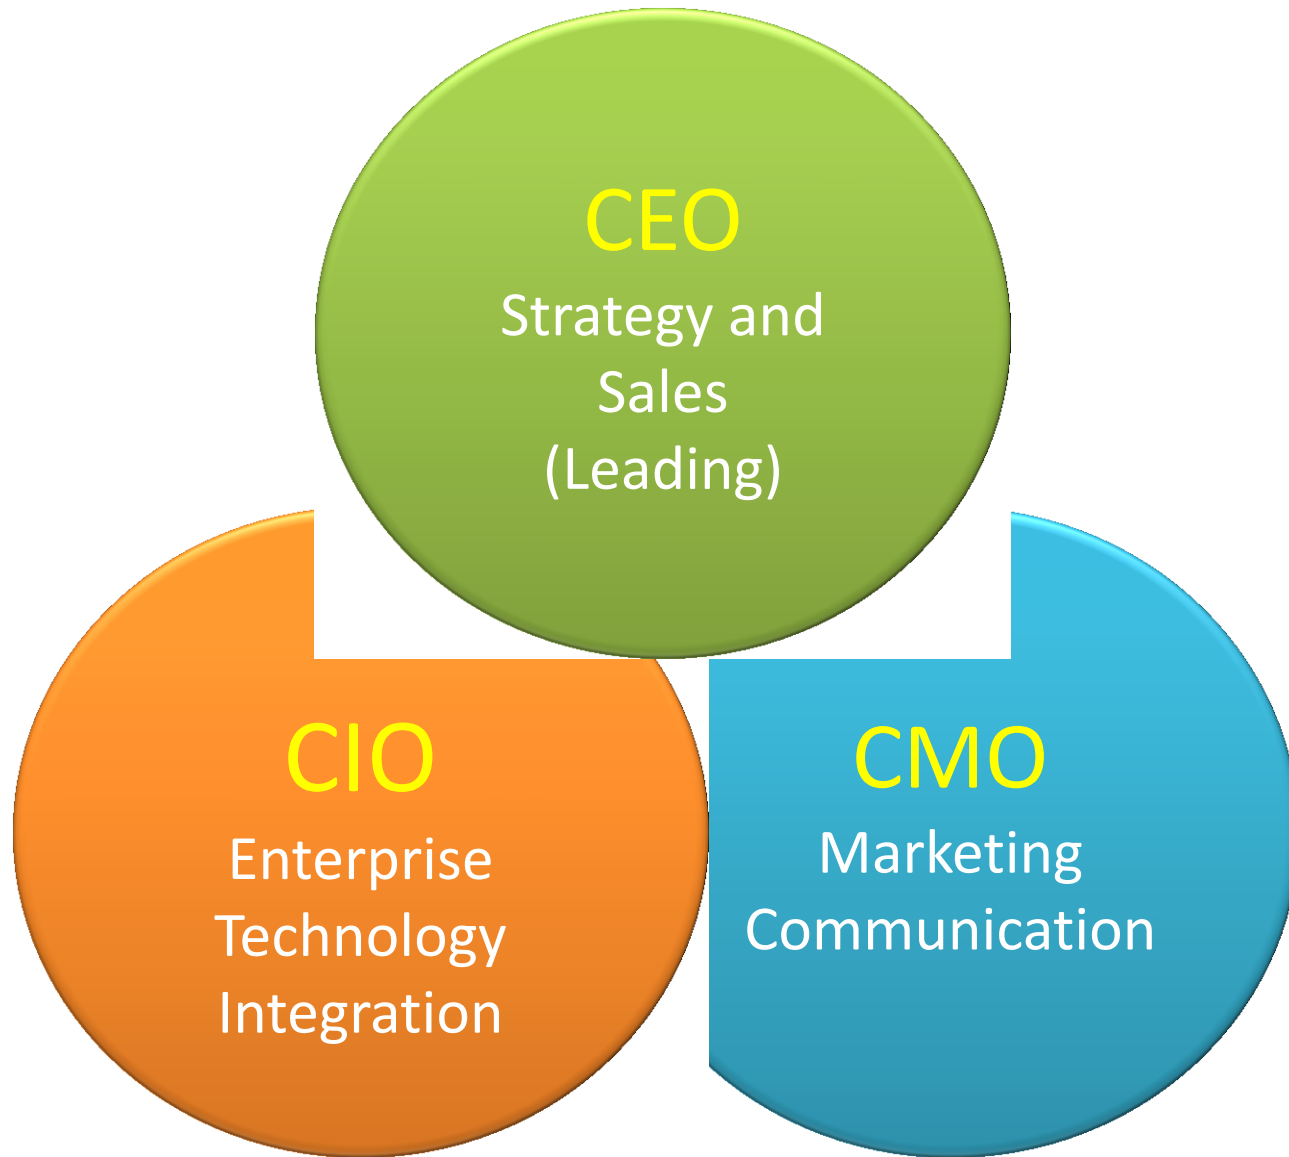 CEO
Strategy and
Sales
(Leading)
CIO
Enterprise
Technology
Integration
CMO
Marketing
Communication